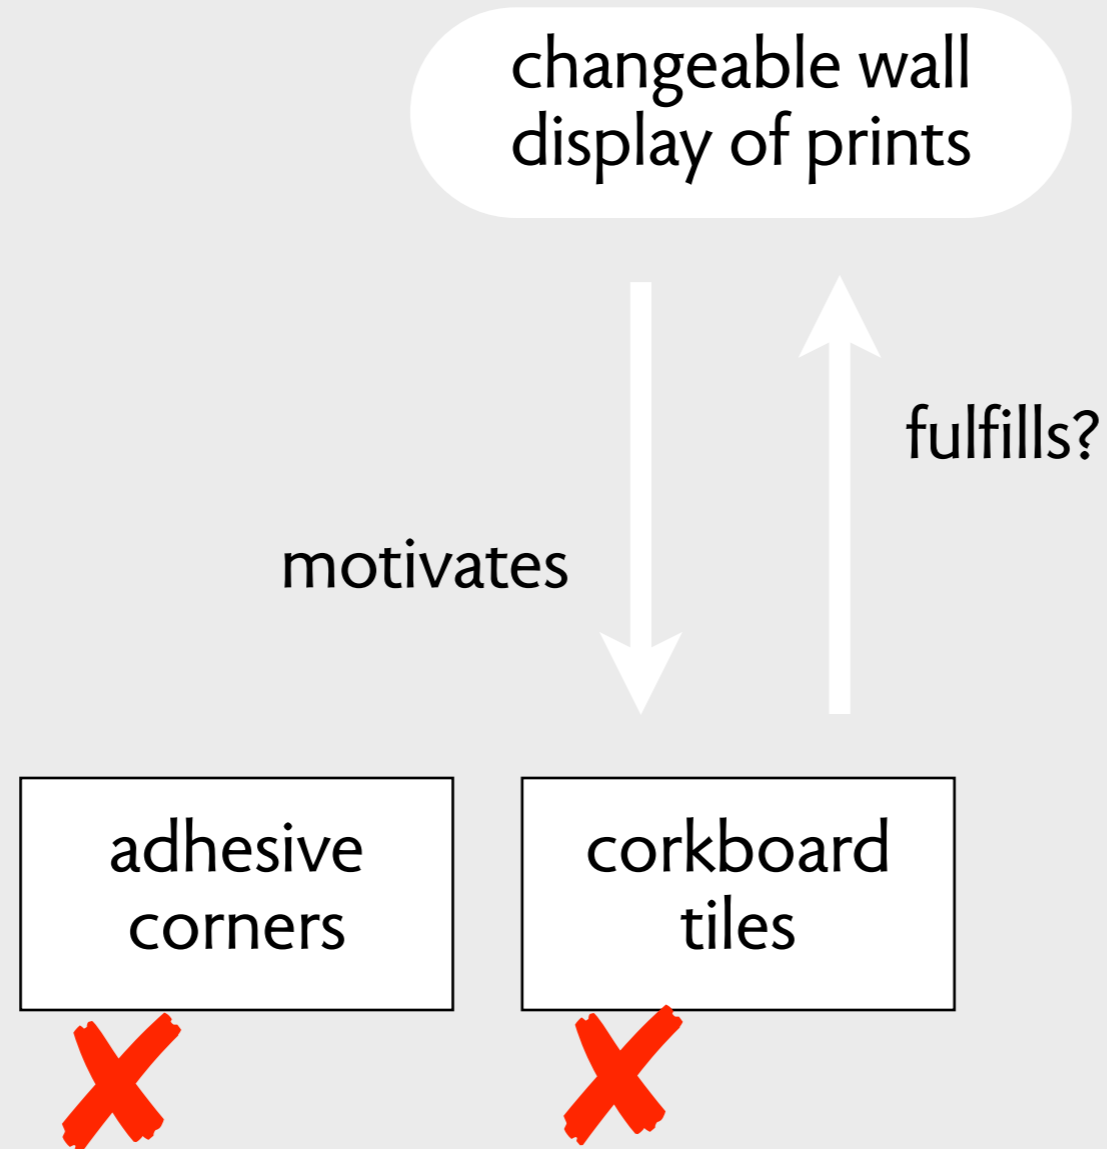 changeable wall
display of prints
fulfills?
motivates
adhesive
corners
corkboard
tiles